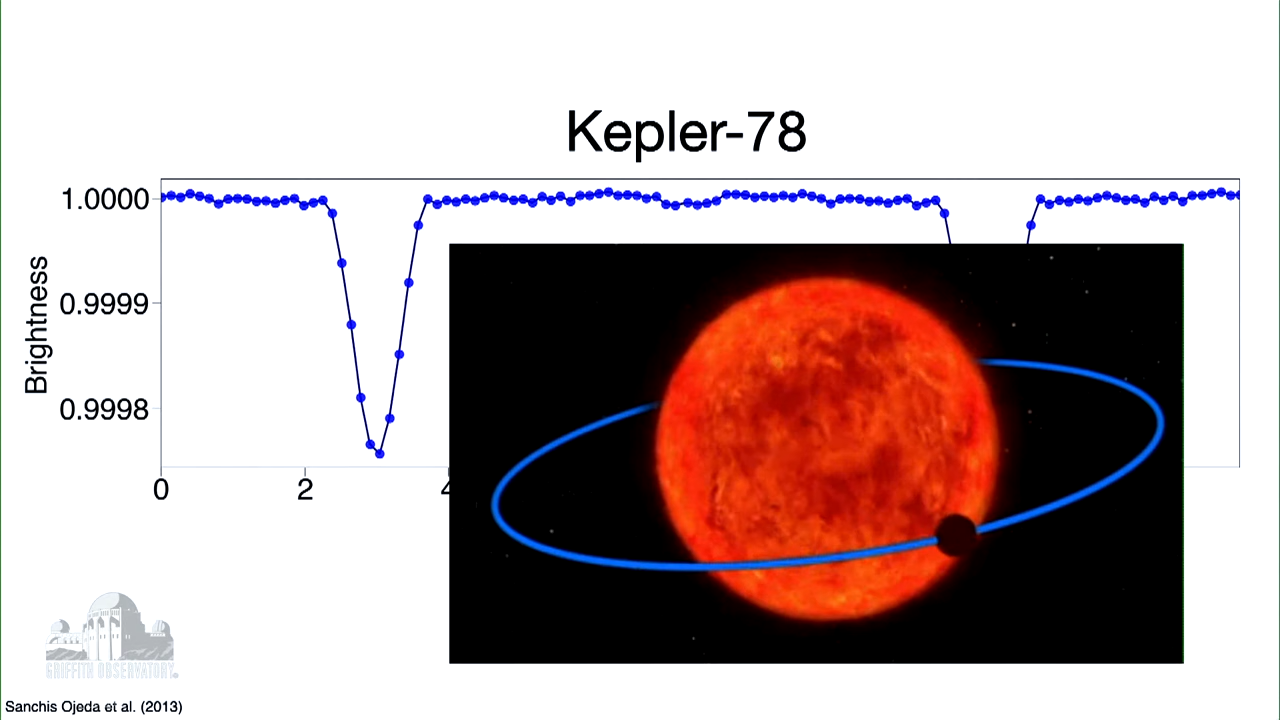 Kepler-78
1.0000
0.9999
0.9998
Brightness
0
2
4
GRIFFITH OBSERVATORY
Sanchis Ojeda et al. (2013)